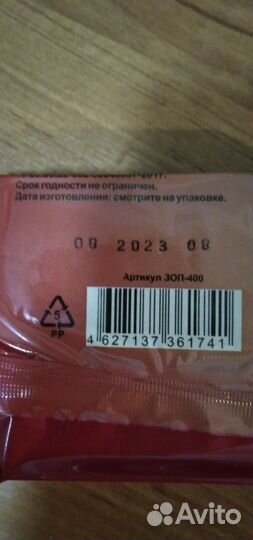 Срок годности не ограничен.
Дата изготовления: смотрите на упаковке.
08 2023 08
Артикул ЗОП-400
5
PP
4 627137 361741
Avito